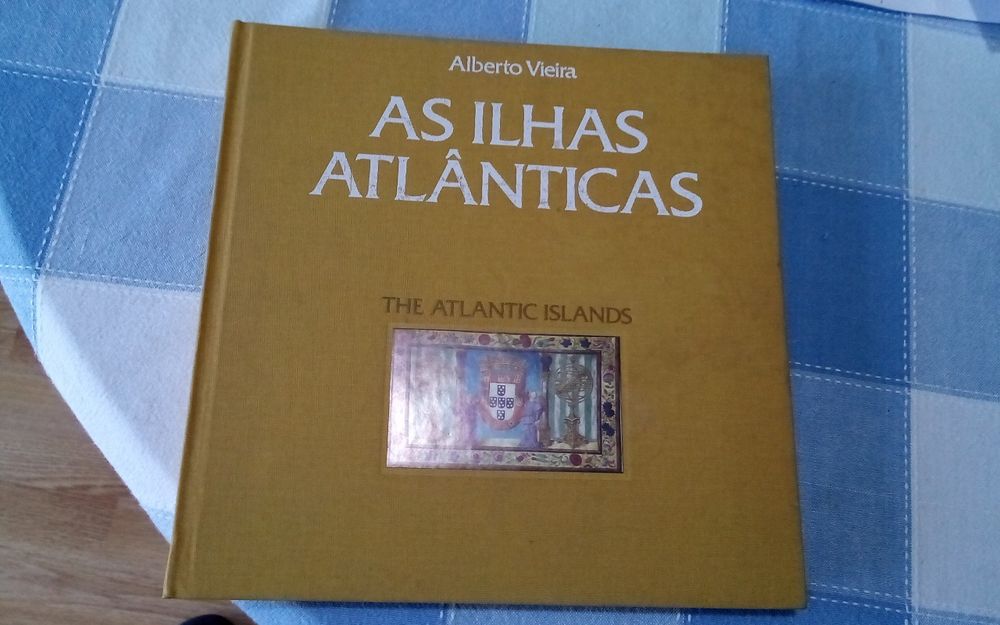 Alberto Vieira
AS ILHAS
ATLÂNTICAS
THE ATLANTIC ISLANDS